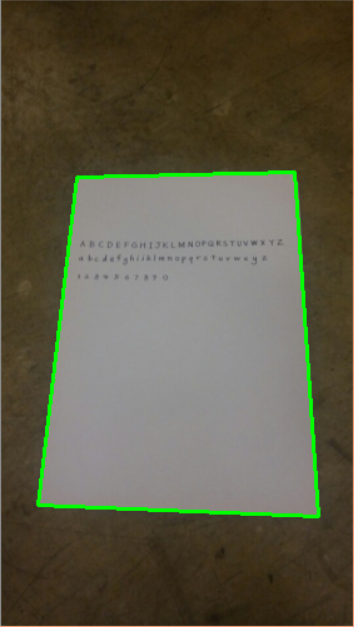 A B C D E F G H I J K L M N O P Q R S T U V W X Y Z
a b c d e f g h i j k l m n o p q r s t u v w x y z
1 2 3 4 5 6 7 8 9 0